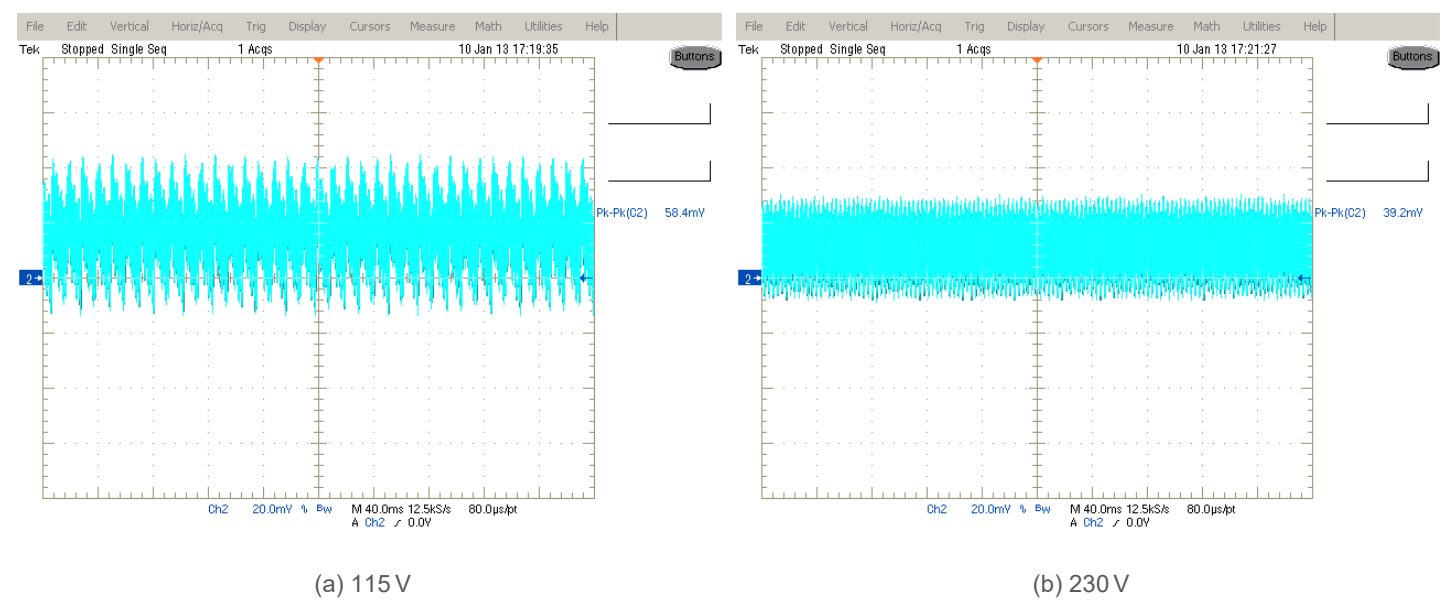 File Edit Vertical Horiz/Acq Trig Display Cursors Measure Math Utilities Help
Tek Stopped Single Seq 1 Acqs 10 Jan 13 17:19:35
Buttons
Pk-Pk(C2) 58.4mV
2
Ch2 20.0mV ∿ Bw M 40.0ms 12.5kS/s 80.0µs/pt
A Ch2 ∕ 0.0V
(a) 115 V
File Edit Vertical Horiz/Acq Trig Display Cursors Measure Math Utilities Help
Tek Stopped Single Seq 1 Acqs 10 Jan 13 17:21:27
Buttons
Pk-Pk(C2) 39.2mV
2
Ch2 20.0mV ∿ Bw M 40.0ms 12.5kS/s 80.0µs/pt
A Ch2 ∕ 0.0V
(b) 230 V